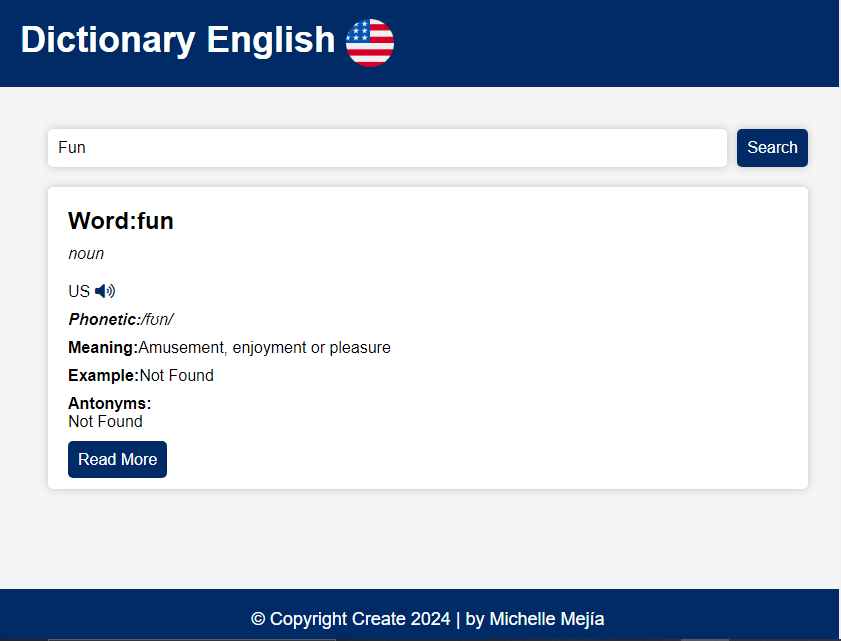 Dictionary English
Fun
Search
Word:fun
noun
US
Phonetic:/fʊn/
Meaning:Amusement, enjoyment or pleasure
Example:Not Found
Antonyms:
Not Found
Read More
© Copyright Create 2024 | by Michelle Mejía